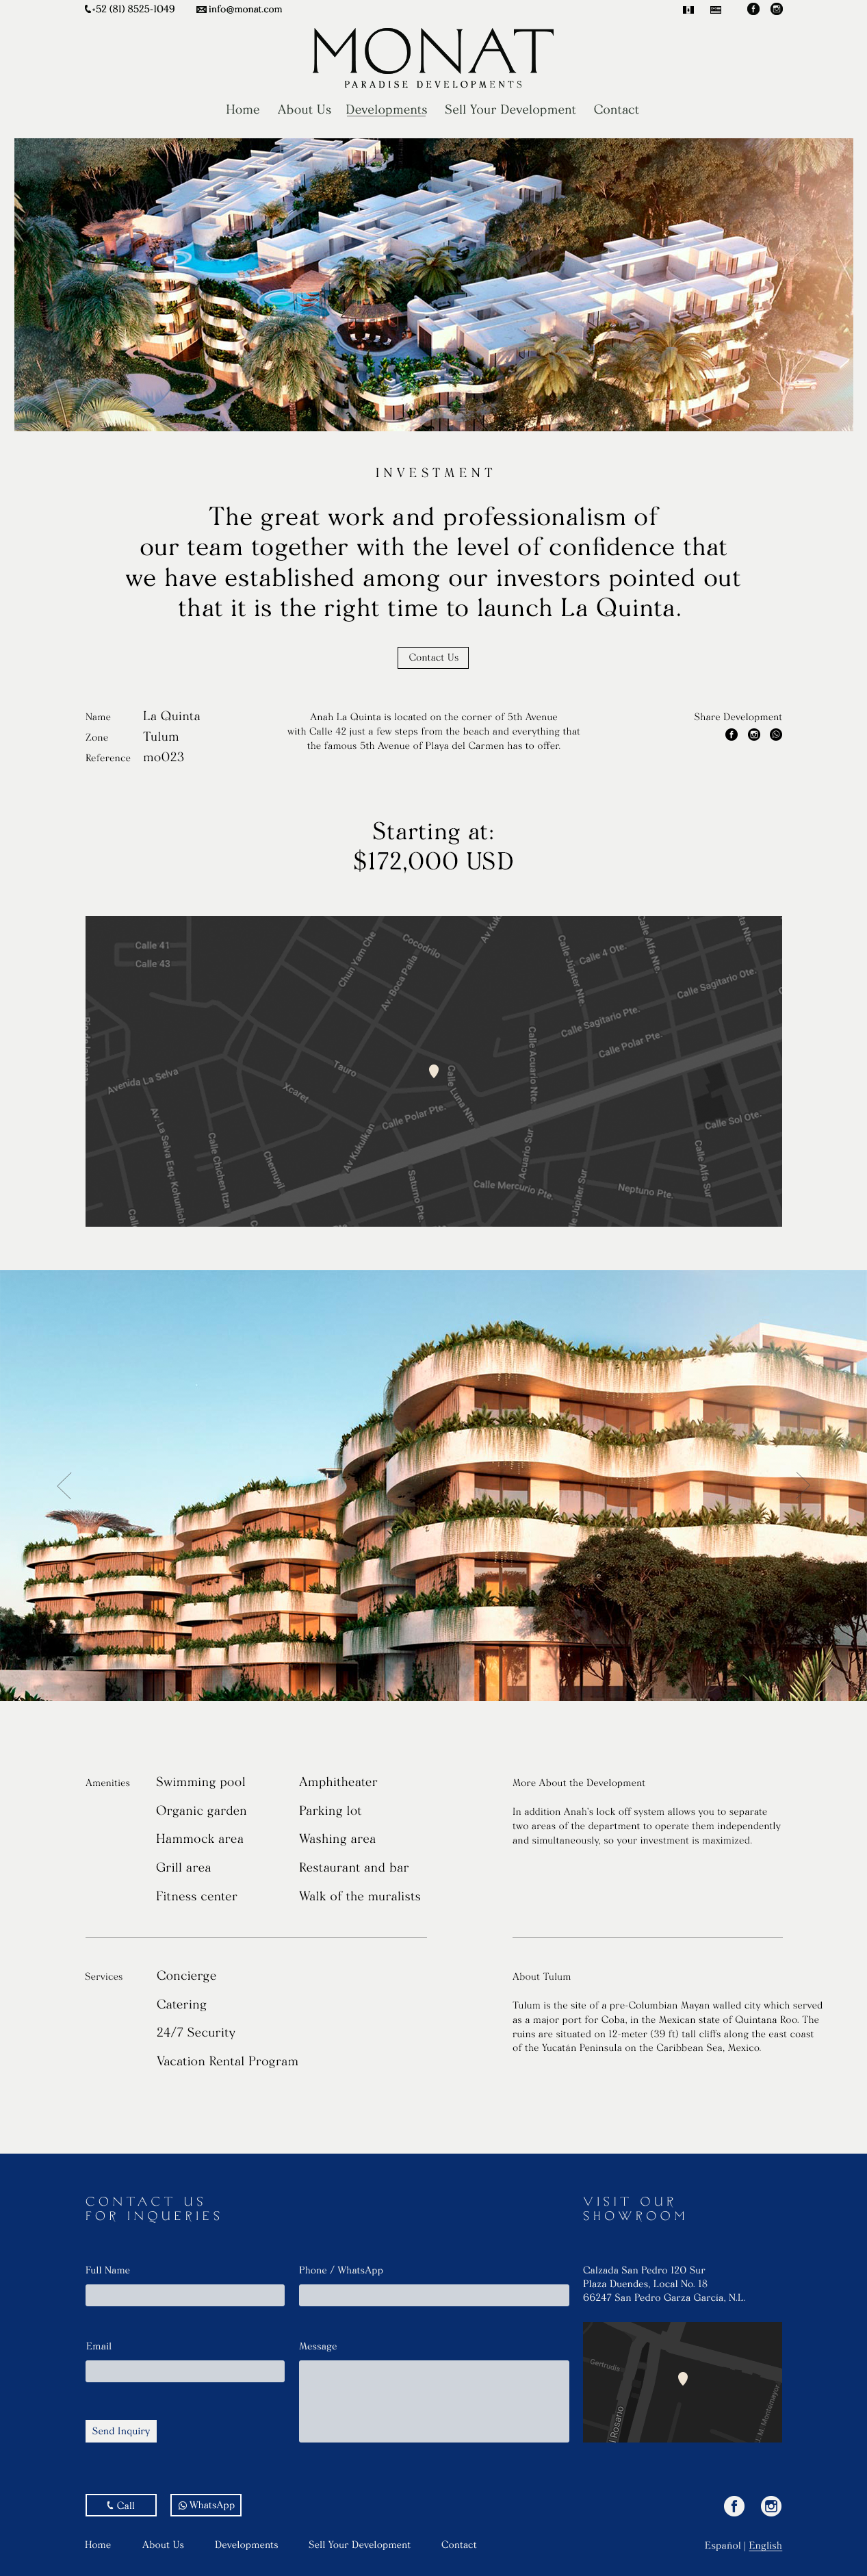 +52 (81) 8525-1049 info@monat.com
MONAT
PARADISE DEVELOPMENTS
Home About Us Developments Sell Your Development Contact
INVESTMENT
The great work and professionalism of
our team together with the level of confidence that
we have established among our investors pointed out
that it is the right time to launch La Quinta.
Contact Us
Name La Quinta
Zone Tulum
Reference mo023
Anah La Quinta is located on the corner of 5th Avenue
with Calle 42 just a few steps from the beach and everything that
the famous 5th Avenue of Playa del Carmen has to offer.
Share Development
Starting at:
$172,000 USD
Calle 41
Calle 43
Chun Yam Che
Cocodrilo
Av. Boca Paila
Av Kuk
Calle Júpiter Nte.
Calle 4 Ote.
Calle Alfa Nte.
ta Nte.
Calle Sagitario Ote.
Calle Sagitario Pte.
Calle Polar Pte.
Calle Acuario Nte.
Avenida La Selva
Tauro
Xcaret
Calle Luna Nte.
Calle Polar Pte.
Av Kukulkan
Av. La Selva Esq. Kohunlich
Calle Chichen Itza
Chemuyil
Saturno Pte.
Acuario Sur
Calle Mercurio Pte.
le Júpiter Sur
Neptuno Pte.
Calle Sol Ote.
Calle Alfa Sur
Calle
C
Amenities
Swimming pool
Organic garden
Hammock area
Grill area
Fitness center
Amphitheater
Parking lot
Washing area
Restaurant and bar
Walk of the muralists
More About the Development
In addition Anah's lock off system allows you to separate
two areas of the department to operate them independently
and simultaneously, so your investment is maximized.
Services
Concierge
Catering
24/7 Security
Vacation Rental Program
About Tulum
Tulum is the site of a pre-Columbian Mayan walled city which served
as a major port for Coba, in the Mexican state of Quintana Roo. The
ruins are situated on 12-meter (39 ft) tall cliffs along the east coast
of the Yucatán Peninsula on the Caribbean Sea, Mexico.
CONTACT US
FOR INQUERIES
Full Name
Phone / WhatsApp
Email
Message
Send Inquiry
VISIT OUR
SHOWROOM
Calzada San Pedro 120 Sur
Plaza Duendes, Local No. 18
66247 San Pedro Garza Garcia, N.L.
Gertrudis
l Rosario
J. M. Montemayor
Call
WhatsApp
Home About Us Developments Sell Your Development Contact
Español | English